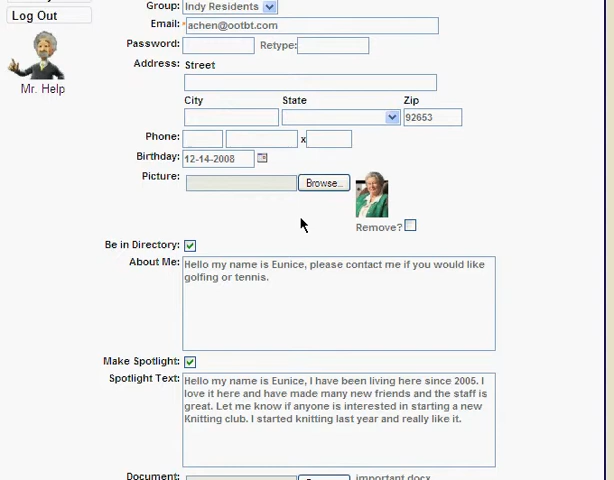 Group: Indy Residents
Log Out
Email: *achen@ootbt.com
Mr. Help
Password: Retype:
Address: Street
City State Zip
92653
Phone: x
Birthday: 12-14-2008
Picture: Browse...
Remove?
Be in Directory:
About Me: Hello my name is Eunice, please contact me if you would like
golfing or tennis.
Make Spotlight:
Spotlight Text: Hello my name is Eunice, I have been living here since 2005. I
love it here and have made many new friends and the staff is
great. Let me know if anyone is interested in starting a new
Knitting club. I started knitting last year and really like it.
Document: important.docx